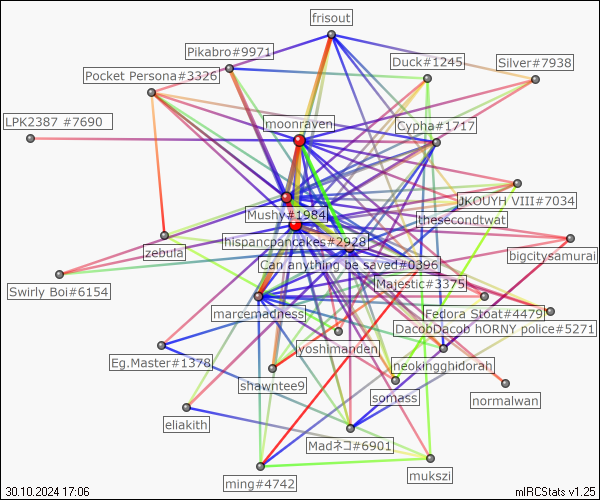 frisout
Pikabro#9971
Duck#1245
Silver#7938
Pocket Persona#3326
LPK2387 #7690
moonraven
Cypha#1717
JKOUYH_VIII#7034
Mushy#1984
thesecondtwat
zebula
hispancpancakes#2928
bigcitysamurai
Can anything be saved#0396
Swirly Boi#6154
Majestic#3375
marcemadness
Fedora Stoat#4479
DacobDacob hORNY police#5271
yoshimanden
Eg.Master#1378
neokingghidorah
shawntee9
somass
normalwan
eliakith
Madネコ#6901
mukszi
ming#4742
30.10.2024 17:06
mIRCStats v1.25